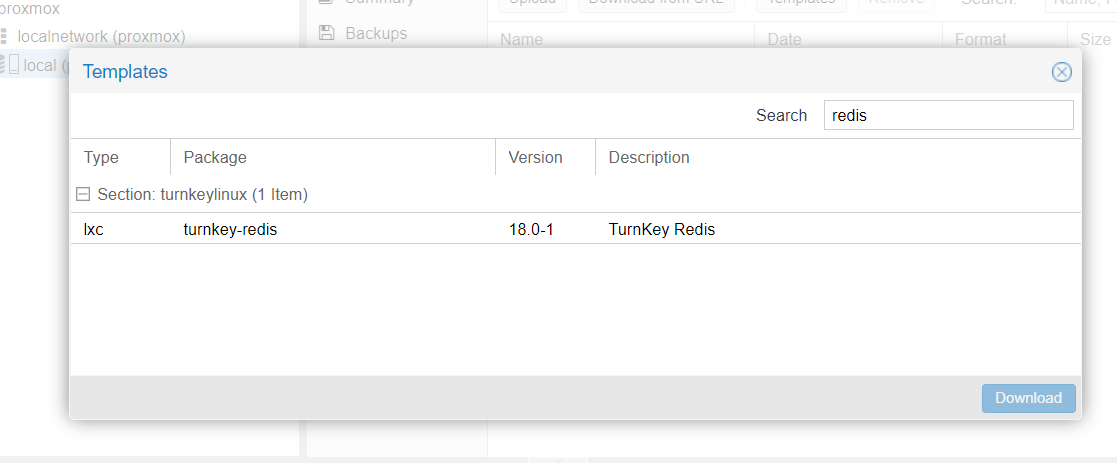 proxmox
Summary
Upload Download from URL Templates Remove Search: Name, F
localnetwork (proxmox)
Backups
Name Date Format Size
local (
Templates
Search redis
Type Package Version Description
Section: turnkeylinux (1 Item)
lxc turnkey-redis 18.0-1 TurnKey Redis
Download